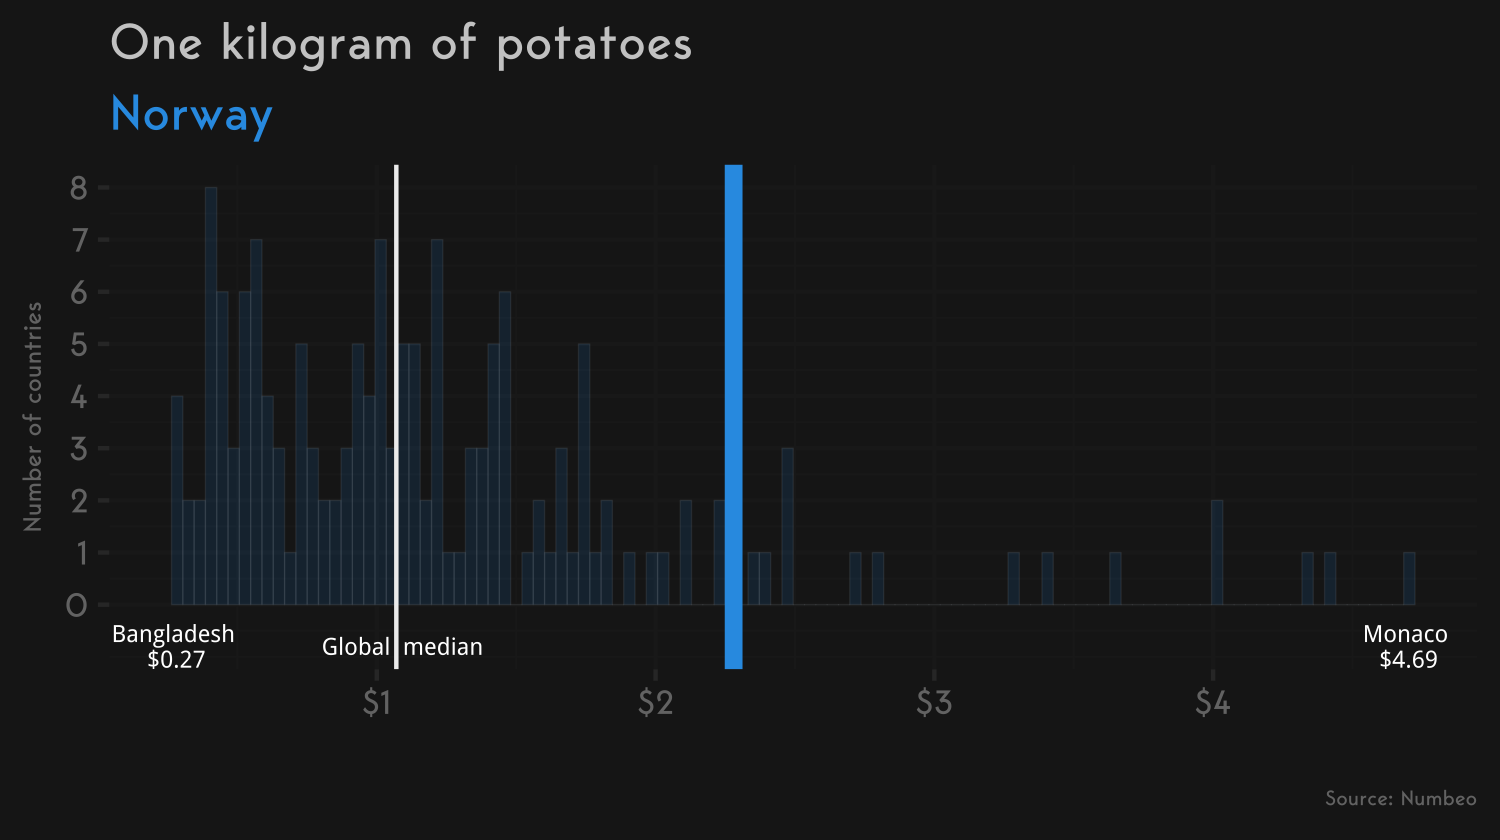 One kilogram of potatoes
Norway
Number of countries
8
7
6
5
4
3
2
1
0
Bangladesh
$0.27
Global median
Monaco
$4.69
$1 $2 $3 $4
Source: Numbeo